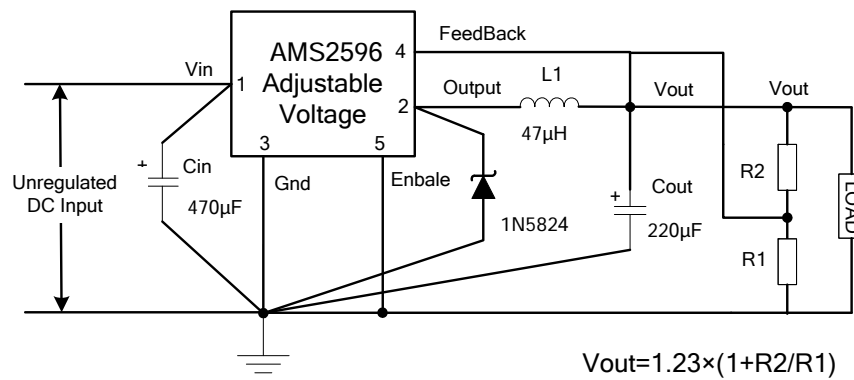 FeedBack
AMS2596
Adjustable
Voltage
4
L1
Vin
1
Output
2
Vout
Vout
47µH
3
5
+
Cin
470µF
Unregulated
DC Input
Gnd
Enbale
1N5824
+
Cout
220µF
R2
LOAD
R1
Vout=1.23×(1+R2/R1)